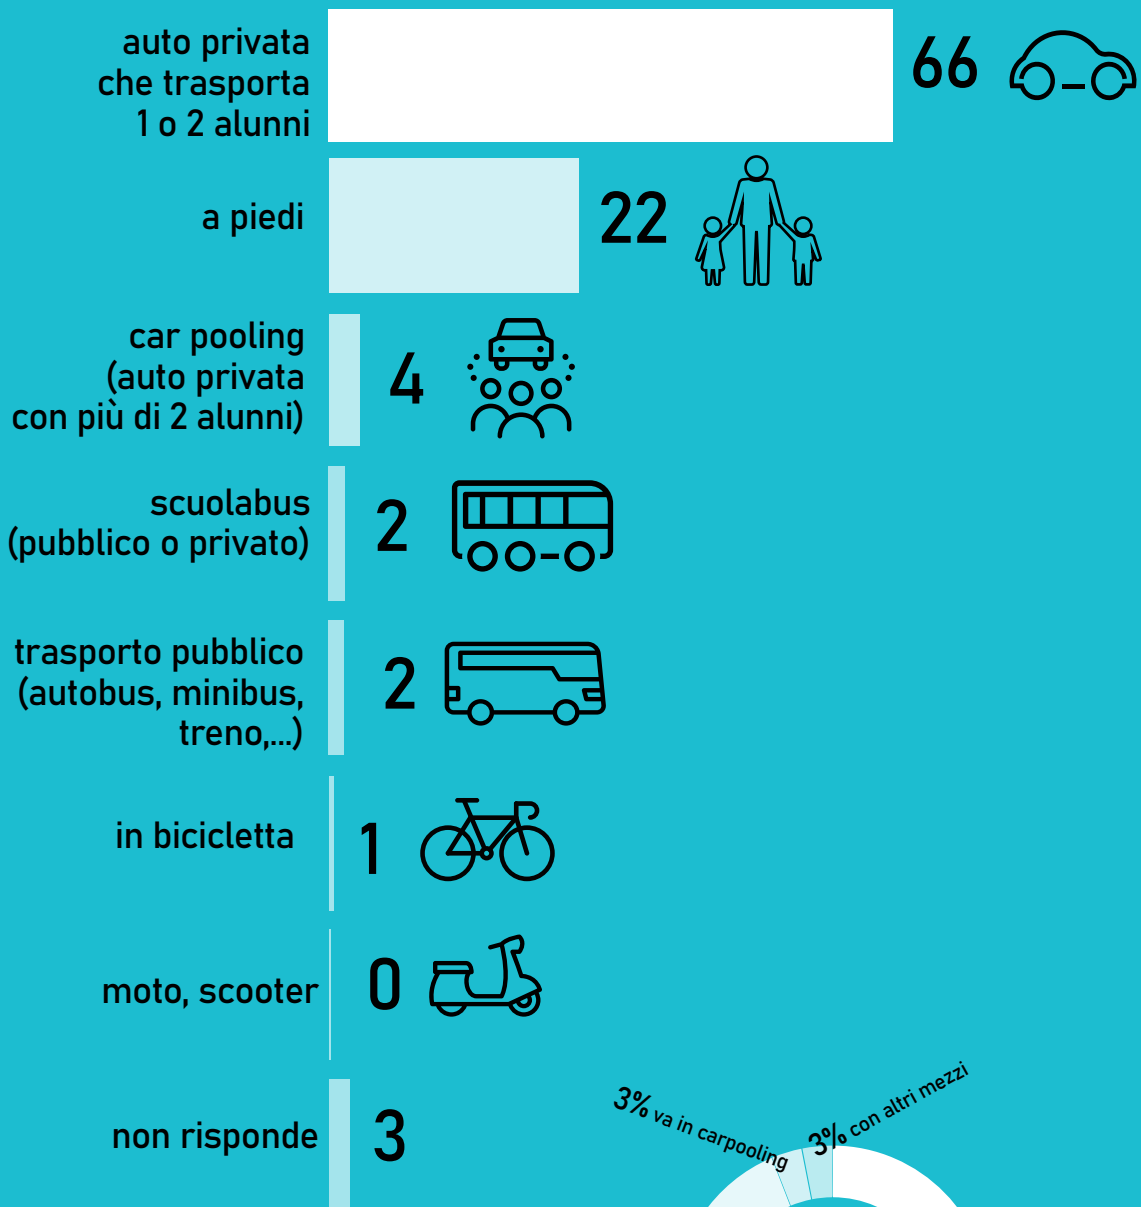 auto privata
che trasporta
1 o 2 alunni
66
a piedi
22
car pooling
(auto privata
con più di 2 alunni)
4
scuolabus
(pubblico o privato)
2
trasporto pubblico
(autobus, minibus,
treno,...)
2
in bicicletta
1
moto, scooter
0
non risponde
3
3% va in carpooling
3% con altri mezzi